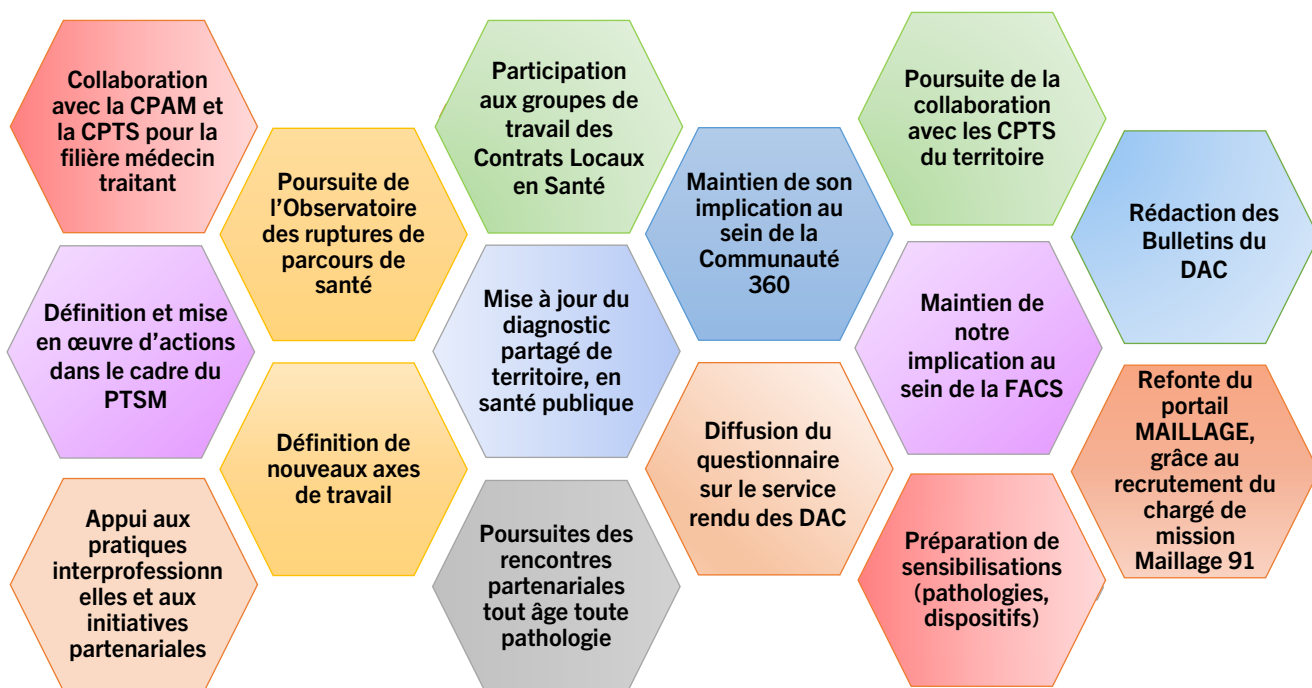 Collaboration
avec la CPAM et
la CPTS pour la
filière médecin
traitant
Définition et mise
en œuvre d’actions
dans le cadre du
PTSM
Appui aux
pratiques
interprofessionn
elles et aux
initiatives
partenariales
Poursuite de
l’Observatoire
des ruptures de
parcours de
santé
Définition de
nouveaux axes
de travail
Participation
aux groupes de
travail des
Contrats Locaux
en Santé
Mise à jour du
diagnostic
partagé de
territoire, en
santé publique
Poursuites des
rencontres
partenariales
tout âge toute
pathologie
Maintien de son
implication au
sein de la
Communauté
360
Diffusion du
questionnaire
sur le service
rendu des DAC
Poursuite de la
collaboration
avec les CPTS
du territoire
Maintien de
notre
implication au
sein de la FACS
Préparation de
sensibilisations
(pathologies,
dispositifs)
Rédaction des
Bulletins du
DAC
Refonte du
portail
MAILLAGE,
grâce au
recrutement du
chargé de
mission
Maillage 91